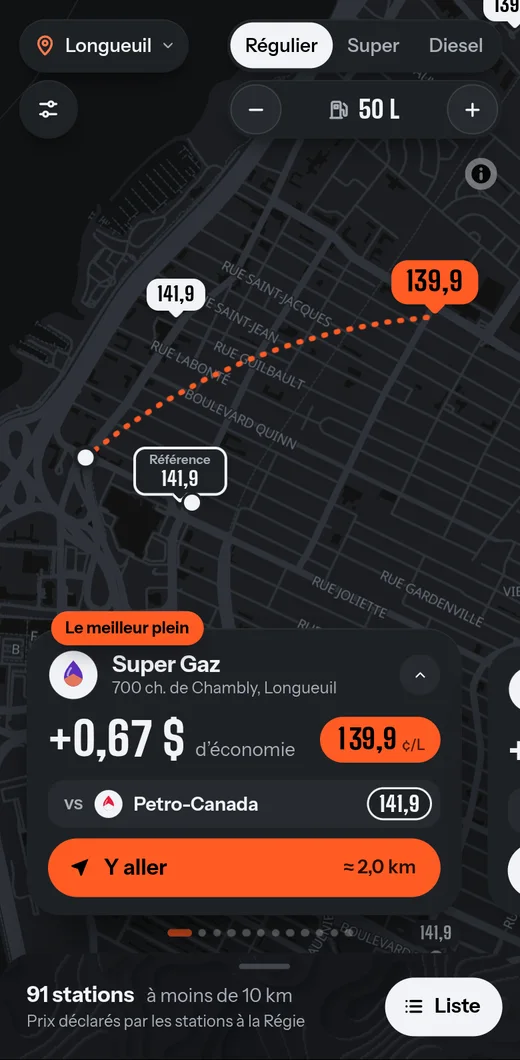 139
Longueuil
Régulier
Super
Diesel
50 L
139,9
141,9
RUE SAINT-JACQUES
RUE SAINT-JEAN
RUE LABONTÉ
RUE GUILBAULT
BOULEVARD QUINN
Référence
141,9
RUE JOLIETTE
RUE GARDENVILLE
Le meilleur plein
B
Super Gaz
700 ch. de Chambly, Longueuil
+0,67 $ d'économie
139,9 ¢/L
VS Petro-Canada 141,9
Y aller ≈ 2,0 km
141,9
91 stations à moins de 10 km
Prix déclarés par les stations à la Régie
Liste